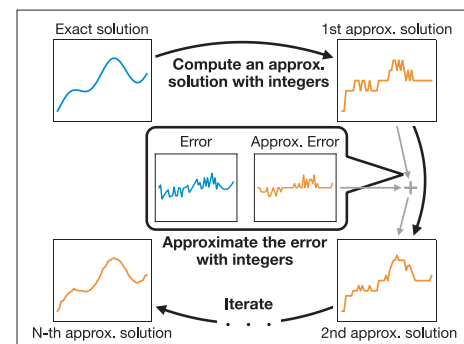 Exact solution
1st approx. solution
Compute an approx.
solution with integers
Error
Approx. Error
+
Approximate the error
with integers
Iterate
. . .
N-th approx. solution
2nd approx. solution